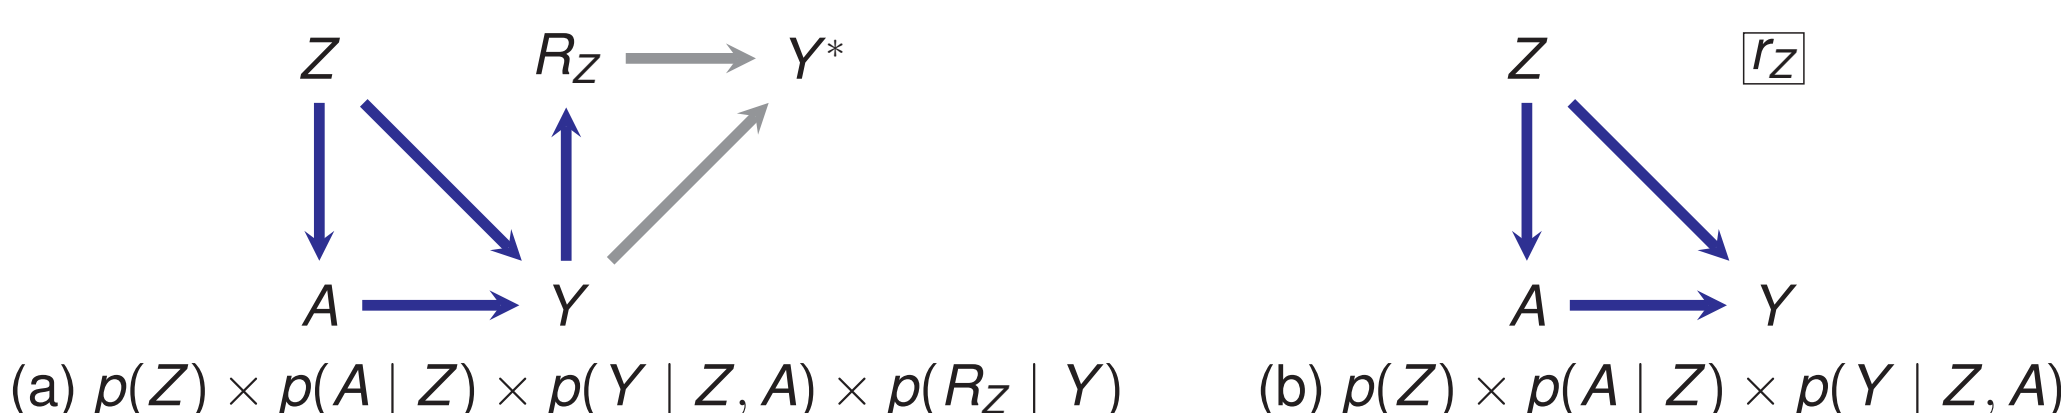 Z R_Z Y* Z r_Z
A Y A Y
(a) p(Z) × p(A | Z) × p(Y | Z, A) × p(R_Z | Y) (b) p(Z) × p(A | Z) × p(Y | Z, A)